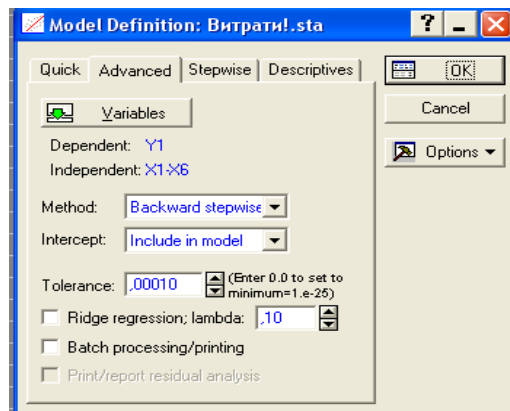 Model Definition: Витрати!.sta
Quick Advanced Stepwise Descriptives
OK
Variables
Cancel
Dependent: Y1
Independent: X1-X6
Options
Method: Backward stepwise
Intercept: Include in model
Tolerance: ,00010 (Enter 0.0 to set to
minimum=1.e-25)
Ridge regression; lambda: ,10
Batch processing/printing
Print/report residual analysis